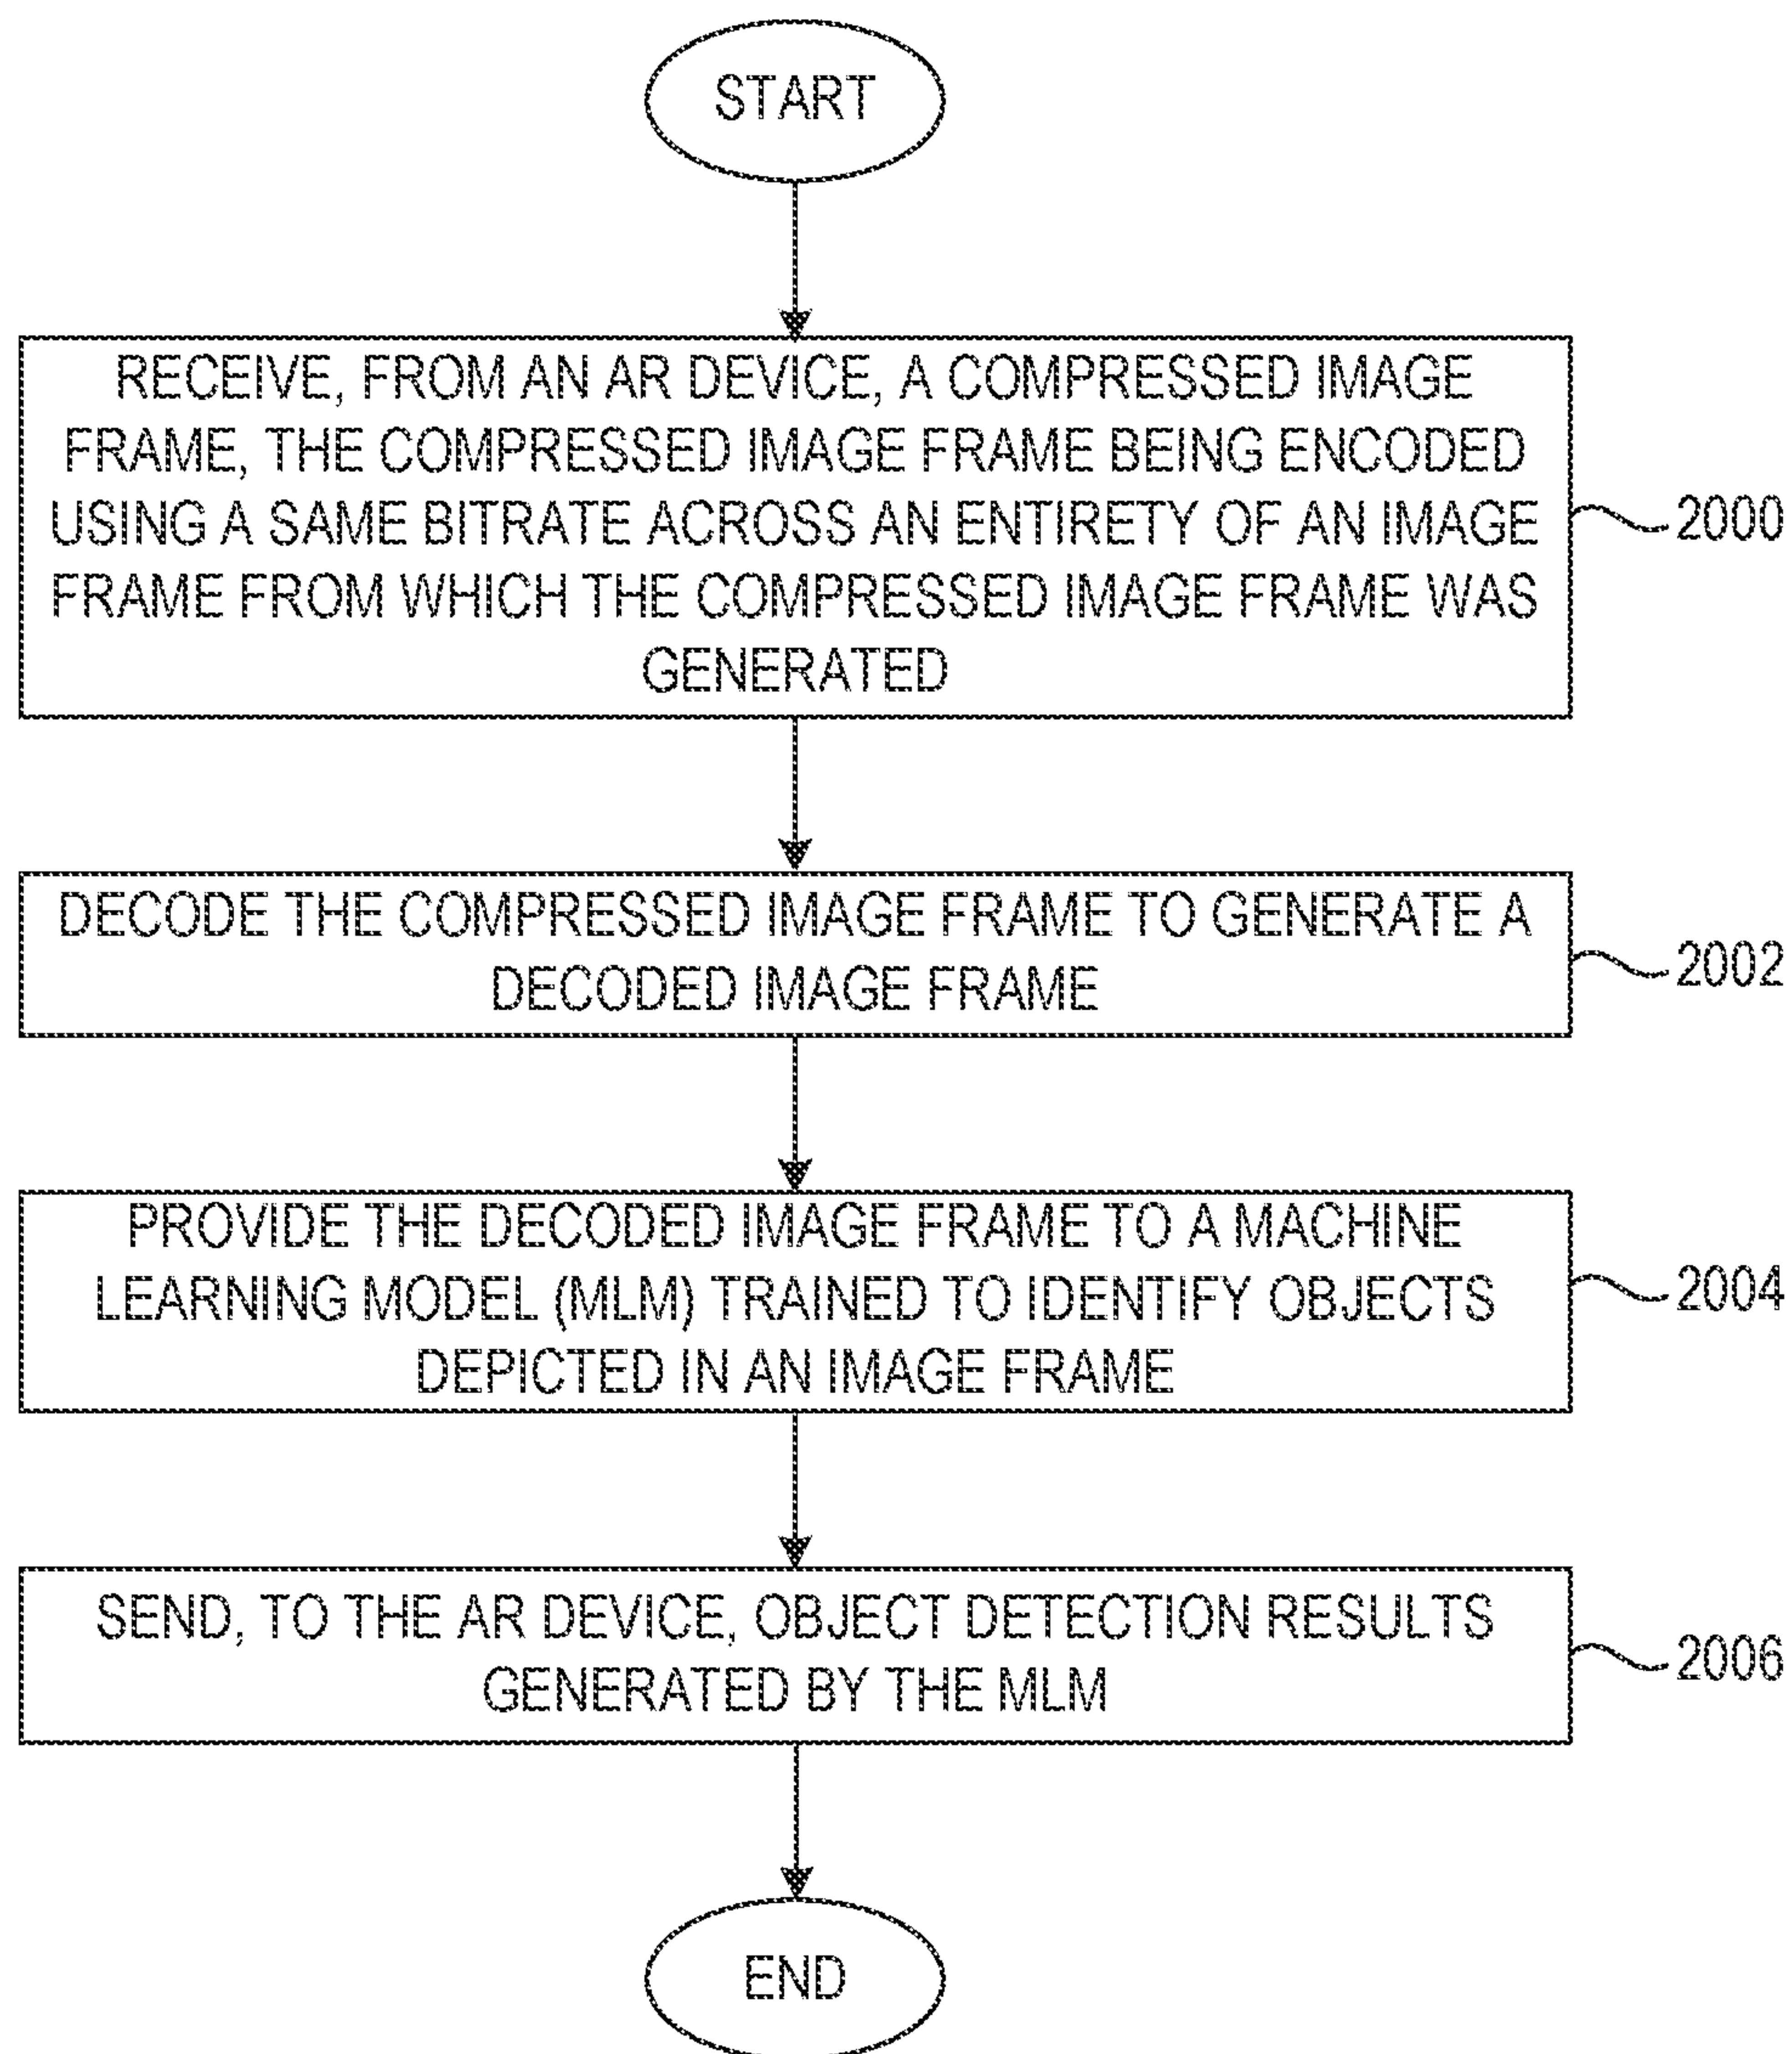 START
RECEIVE, FROM AN AR DEVICE, A COMPRESSED IMAGE
FRAME, THE COMPRESSED IMAGE FRAME BEING ENCODED
USING A SAME BITRATE ACROSS AN ENTIRETY OF AN IMAGE
FRAME FROM WHICH THE COMPRESSED IMAGE FRAME WAS
GENERATED
2000
DECODE THE COMPRESSED IMAGE FRAME TO GENERATE A
DECODED IMAGE FRAME
2002
PROVIDE THE DECODED IMAGE FRAME TO A MACHINE
LEARNING MODEL (MLM) TRAINED TO IDENTIFY OBJECTS
DEPICTED IN AN IMAGE FRAME
2004
SEND, TO THE AR DEVICE, OBJECT DETECTION RESULTS
GENERATED BY THE MLM
2006
END